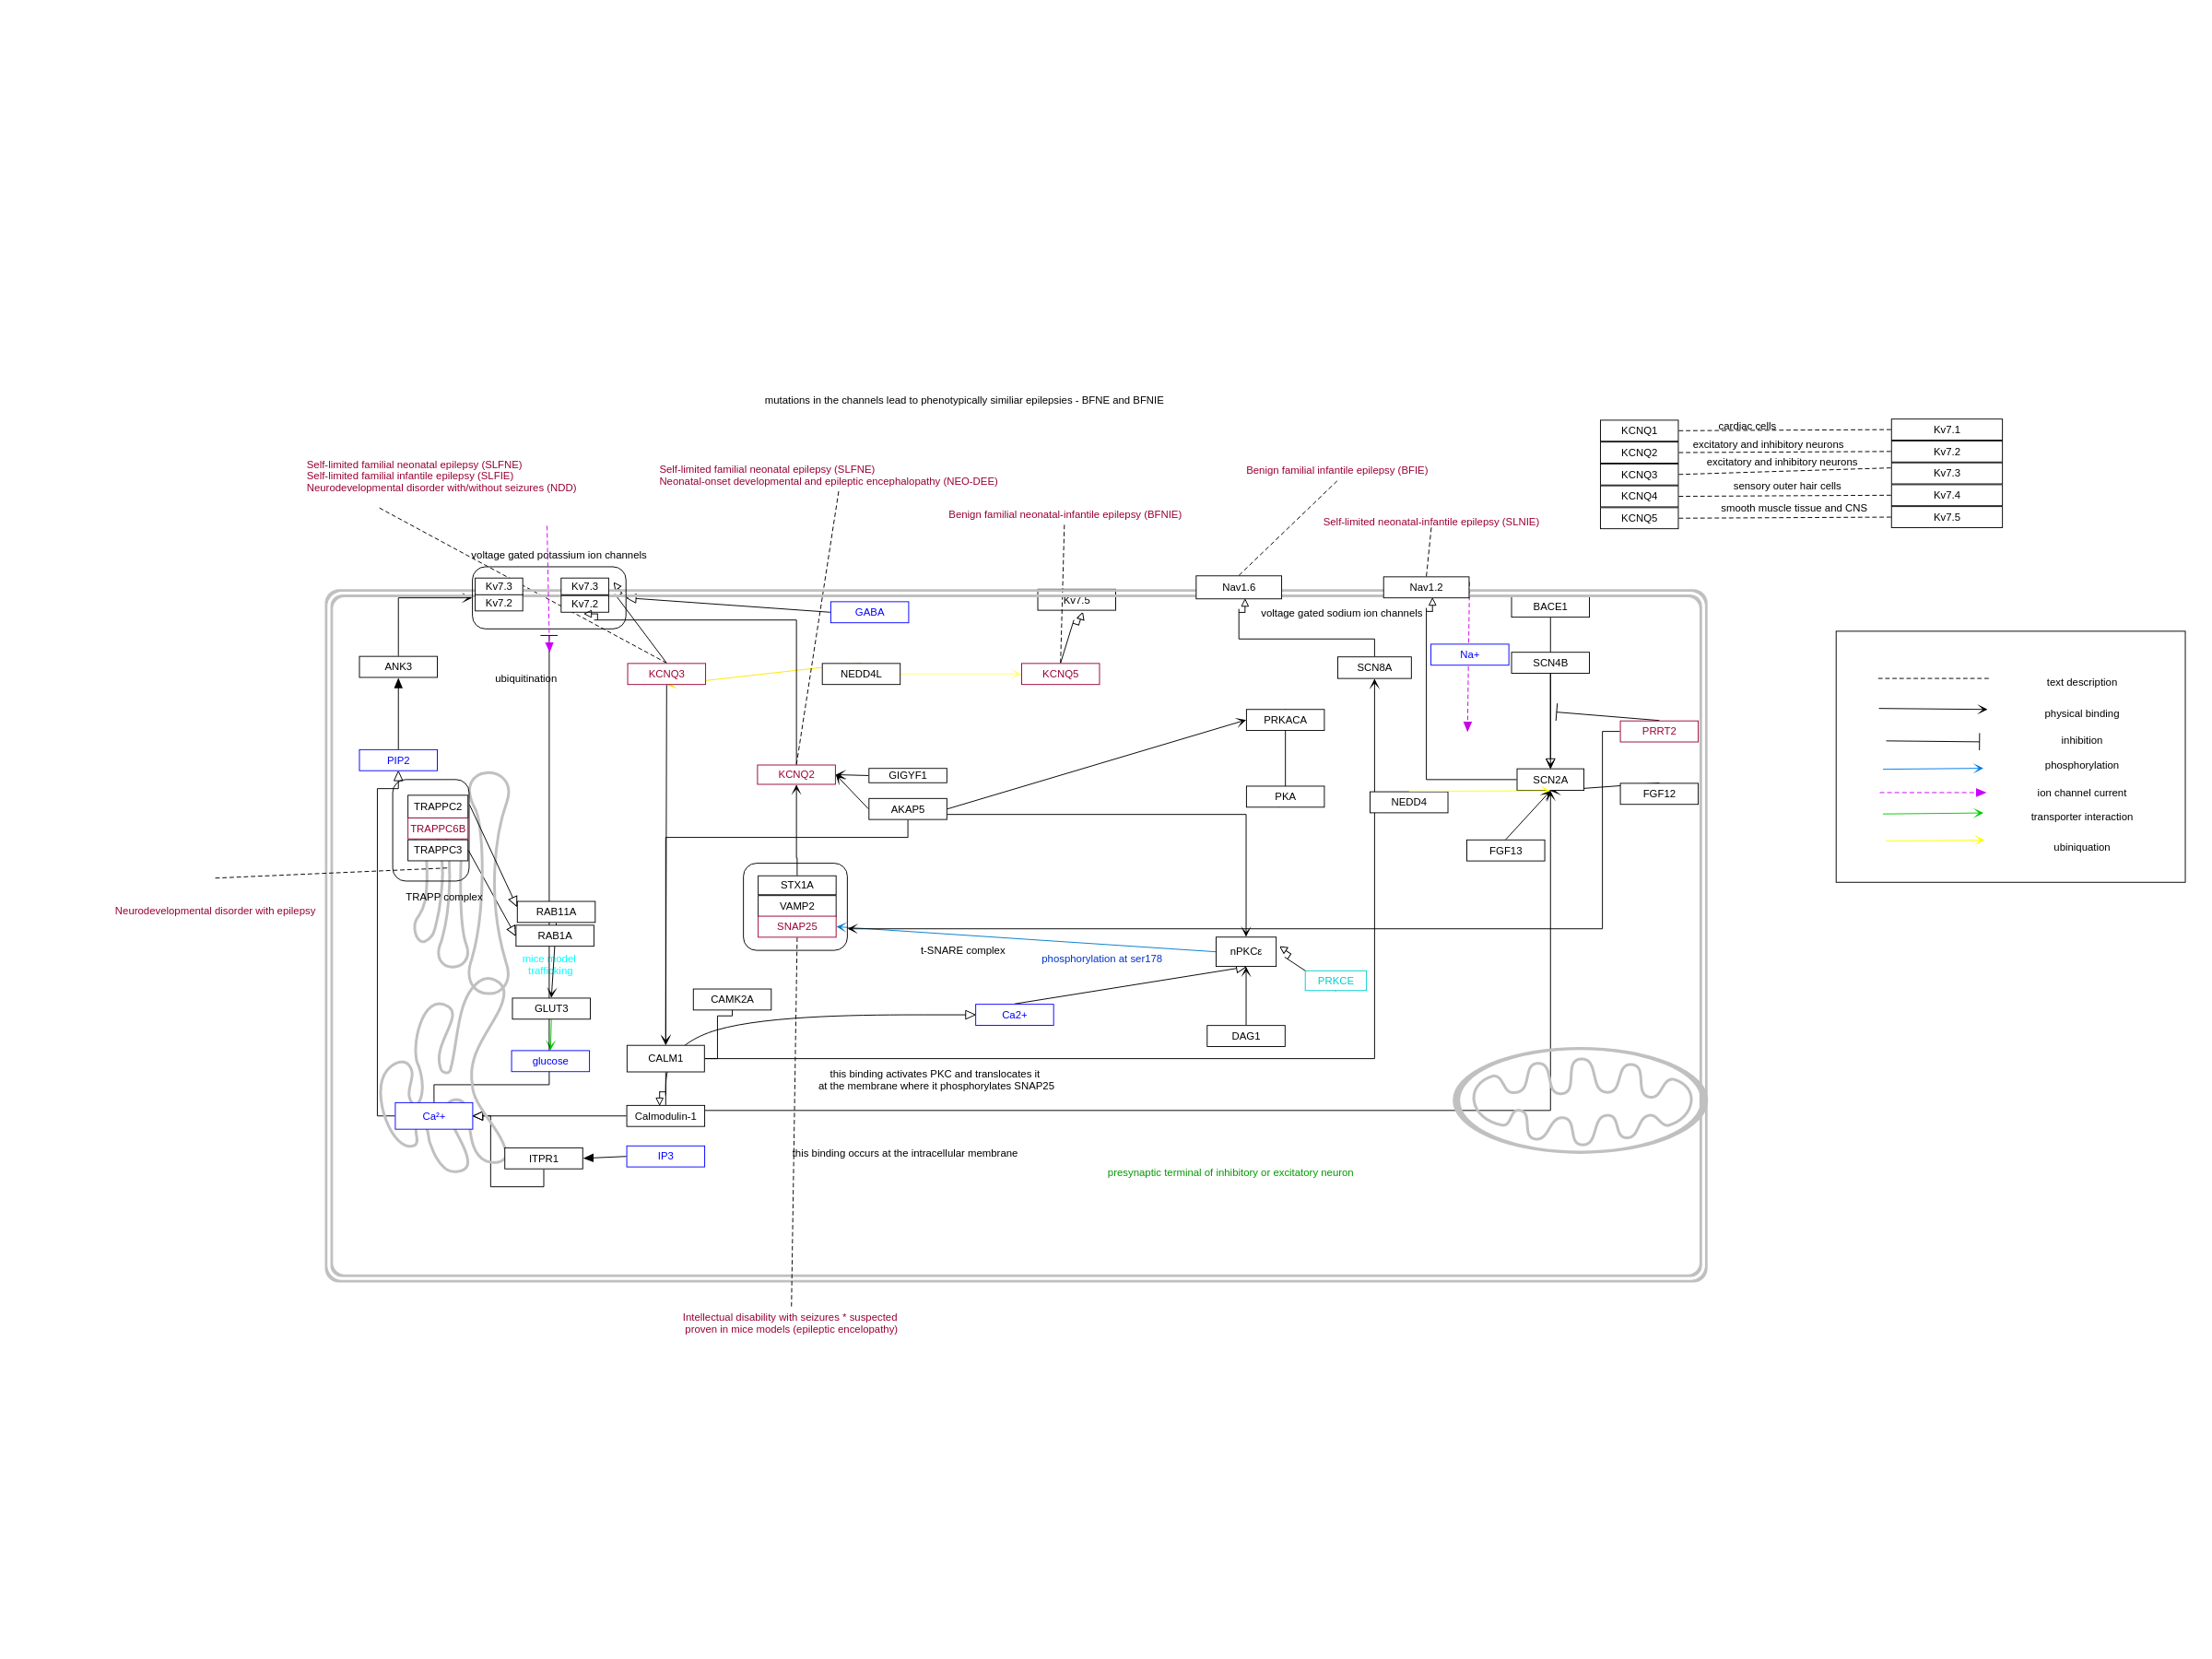 mutations in the channels lead to phenotypically similiar epilepsies - BFNE and BFNIE
KCNQ1
cardiac cells
Kv7.1
KCNQ2
excitatory and inhibitory neurons
Kv7.2
KCNQ3
excitatory and inhibitory neurons
Kv7.3
KCNQ4
sensory outer hair cells
Kv7.4
KCNQ5
smooth muscle tissue and CNS
Kv7.5
Self-limited familial neonatal epilepsy (SLFNE)
Self-limited familial infantile epilepsy (SLFIE)
Neurodevelopmental disorder with/without seizures (NDD)
Self-limited familial neonatal epilepsy (SLFNE)
Neonatal-onset developmental and epileptic encephalopathy (NEO-DEE)
Benign familial neonatal-infantile epilepsy (BFNIE)
Benign familial infantile epilepsy (BFIE)
Self-limited neonatal-infantile epilepsy (SLNIE)
voltage gated potassium ion channels
Kv7.3
Kv7.2
Kv7.3
Kv7.2
GABA
Kv7.5
Nav1.6
voltage gated sodium ion channels
Nav1.2
BACE1
ANK3
ubiquitination
KCNQ3
NEDD4L
KCNQ5
SCN8A
Na+
SCN4B
PRKACA
PRRT2
PIP2
KCNQ2
GIGYF1
AKAP5
PKA
NEDD4
SCN2A
FGF12
FGF13
TRAPPC2
TRAPPC6B
TRAPPC3
TRAPP complex
Neurodevelopmental disorder with epilepsy
STX1A
VAMP2
SNAP25
t-SNARE complex
phosphorylation at ser178
nPKCε
PRKCE
RAB11A
RAB1A
mice model
trafficking
GLUT3
glucose
CAMK2A
Ca2+
DAG1
CALM1
this binding activates PKC and translocates it
at the membrane where it phosphorylates SNAP25
Ca²+
Calmodulin-1
ITPR1
IP3
this binding occurs at the intracellular membrane
presynaptic terminal of inhibitory or excitatory neuron
Intellectual disability with seizures * suspected
proven in mice models (epileptic encelopathy)
text description
physical binding
inhibition
phosphorylation
ion channel current
transporter interaction
ubiniquation